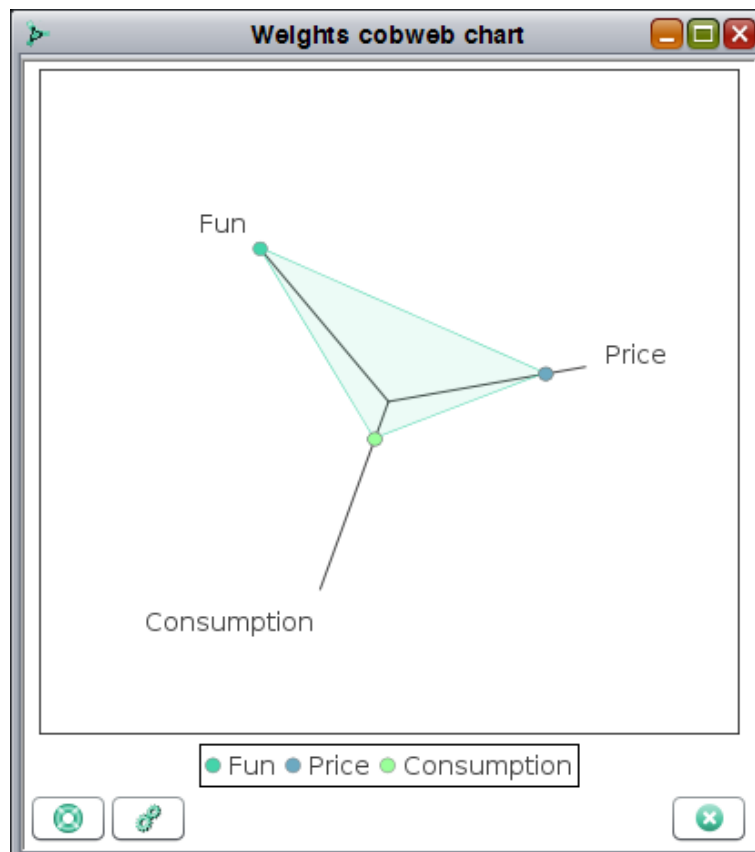 Weights cobweb chart
Fun
Price
Consumption
Fun Price Consumption